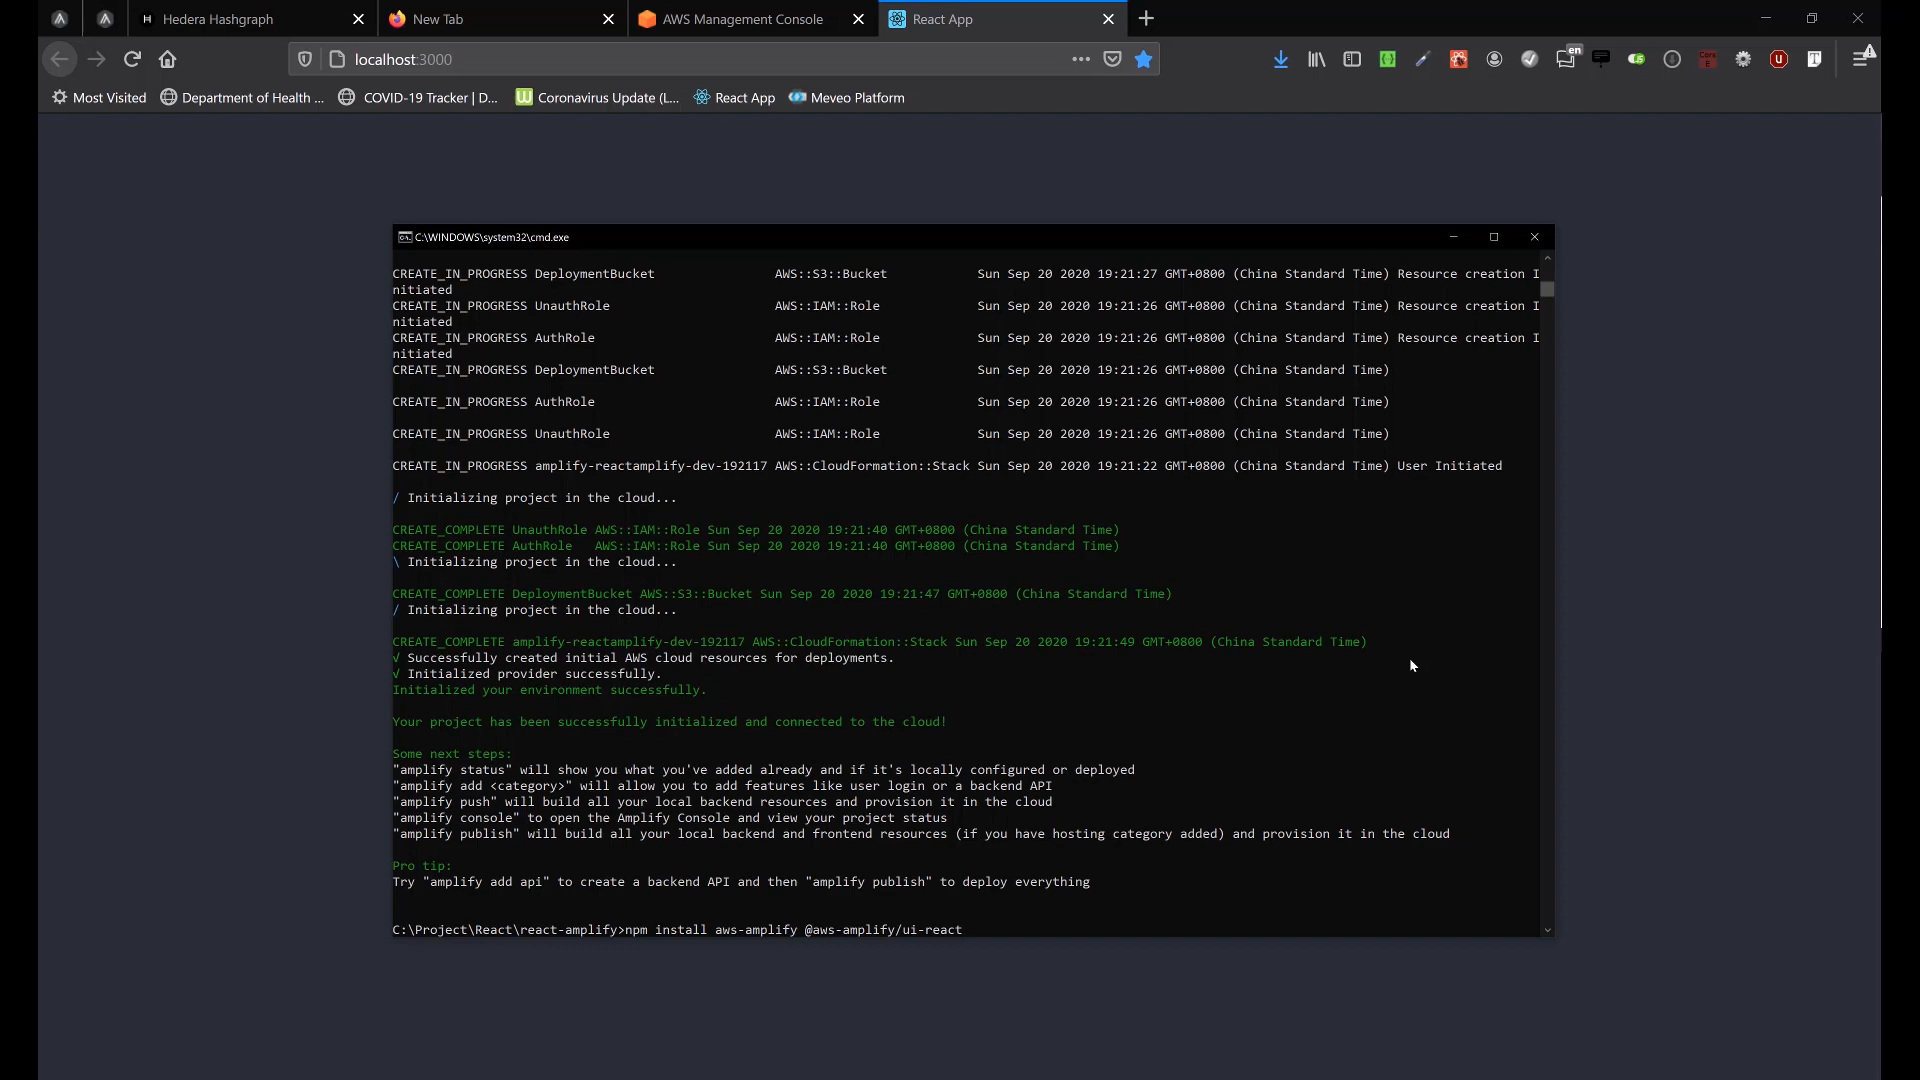 Hedera Hashgraph
New Tab
AWS Management Console
React App
localhost:3000
en
Most Visited
Department of Health ...
COVID-19 Tracker | D...
Coronavirus Update (L...
React App
Meveo Platform
C:\WINDOWS\system32\cmd.exe
CREATE_IN_PROGRESS DeploymentBucket AWS::S3::Bucket Sun Sep 20 2020 19:21:27 GMT+0800 (China Standard Time) Resource creation I
nitiated
CREATE_IN_PROGRESS UnauthRole AWS::IAM::Role Sun Sep 20 2020 19:21:26 GMT+0800 (China Standard Time) Resource creation I
nitiated
CREATE_IN_PROGRESS AuthRole AWS::IAM::Role Sun Sep 20 2020 19:21:26 GMT+0800 (China Standard Time) Resource creation I
nitiated
CREATE_IN_PROGRESS DeploymentBucket AWS::S3::Bucket Sun Sep 20 2020 19:21:26 GMT+0800 (China Standard Time)
CREATE_IN_PROGRESS AuthRole AWS::IAM::Role Sun Sep 20 2020 19:21:26 GMT+0800 (China Standard Time)
CREATE_IN_PROGRESS UnauthRole AWS::IAM::Role Sun Sep 20 2020 19:21:26 GMT+0800 (China Standard Time)
CREATE_IN_PROGRESS amplify-reactamplify-dev-192117 AWS::CloudFormation::Stack Sun Sep 20 2020 19:21:22 GMT+0800 (China Standard Time) User Initiated
/ Initializing project in the cloud...
CREATE_COMPLETE UnauthRole AWS::IAM::Role Sun Sep 20 2020 19:21:40 GMT+0800 (China Standard Time)
CREATE_COMPLETE AuthRole AWS::IAM::Role Sun Sep 20 2020 19:21:40 GMT+0800 (China Standard Time)
\ Initializing project in the cloud...
CREATE_COMPLETE DeploymentBucket AWS::S3::Bucket Sun Sep 20 2020 19:21:47 GMT+0800 (China Standard Time)
/ Initializing project in the cloud...
CREATE_COMPLETE amplify-reactamplify-dev-192117 AWS::CloudFormation::Stack Sun Sep 20 2020 19:21:49 GMT+0800 (China Standard Time)
√ Successfully created initial AWS cloud resources for deployments.
√ Initialized provider successfully.
Initialized your environment successfully.
Your project has been successfully initialized and connected to the cloud!
Some next steps:
"amplify status" will show you what you've added already and if it's locally configured or deployed
"amplify add <category>" will allow you to add features like user login or a backend API
"amplify push" will build all your local backend resources and provision it in the cloud
"amplify console" to open the Amplify Console and view your project status
"amplify publish" will build all your local backend and frontend resources (if you have hosting category added) and provision it in the cloud
Pro tip:
Try "amplify add api" to create a backend API and then "amplify publish" to deploy everything
C:\Project\React\react-amplify>npm install aws-amplify @aws-amplify/ui-react